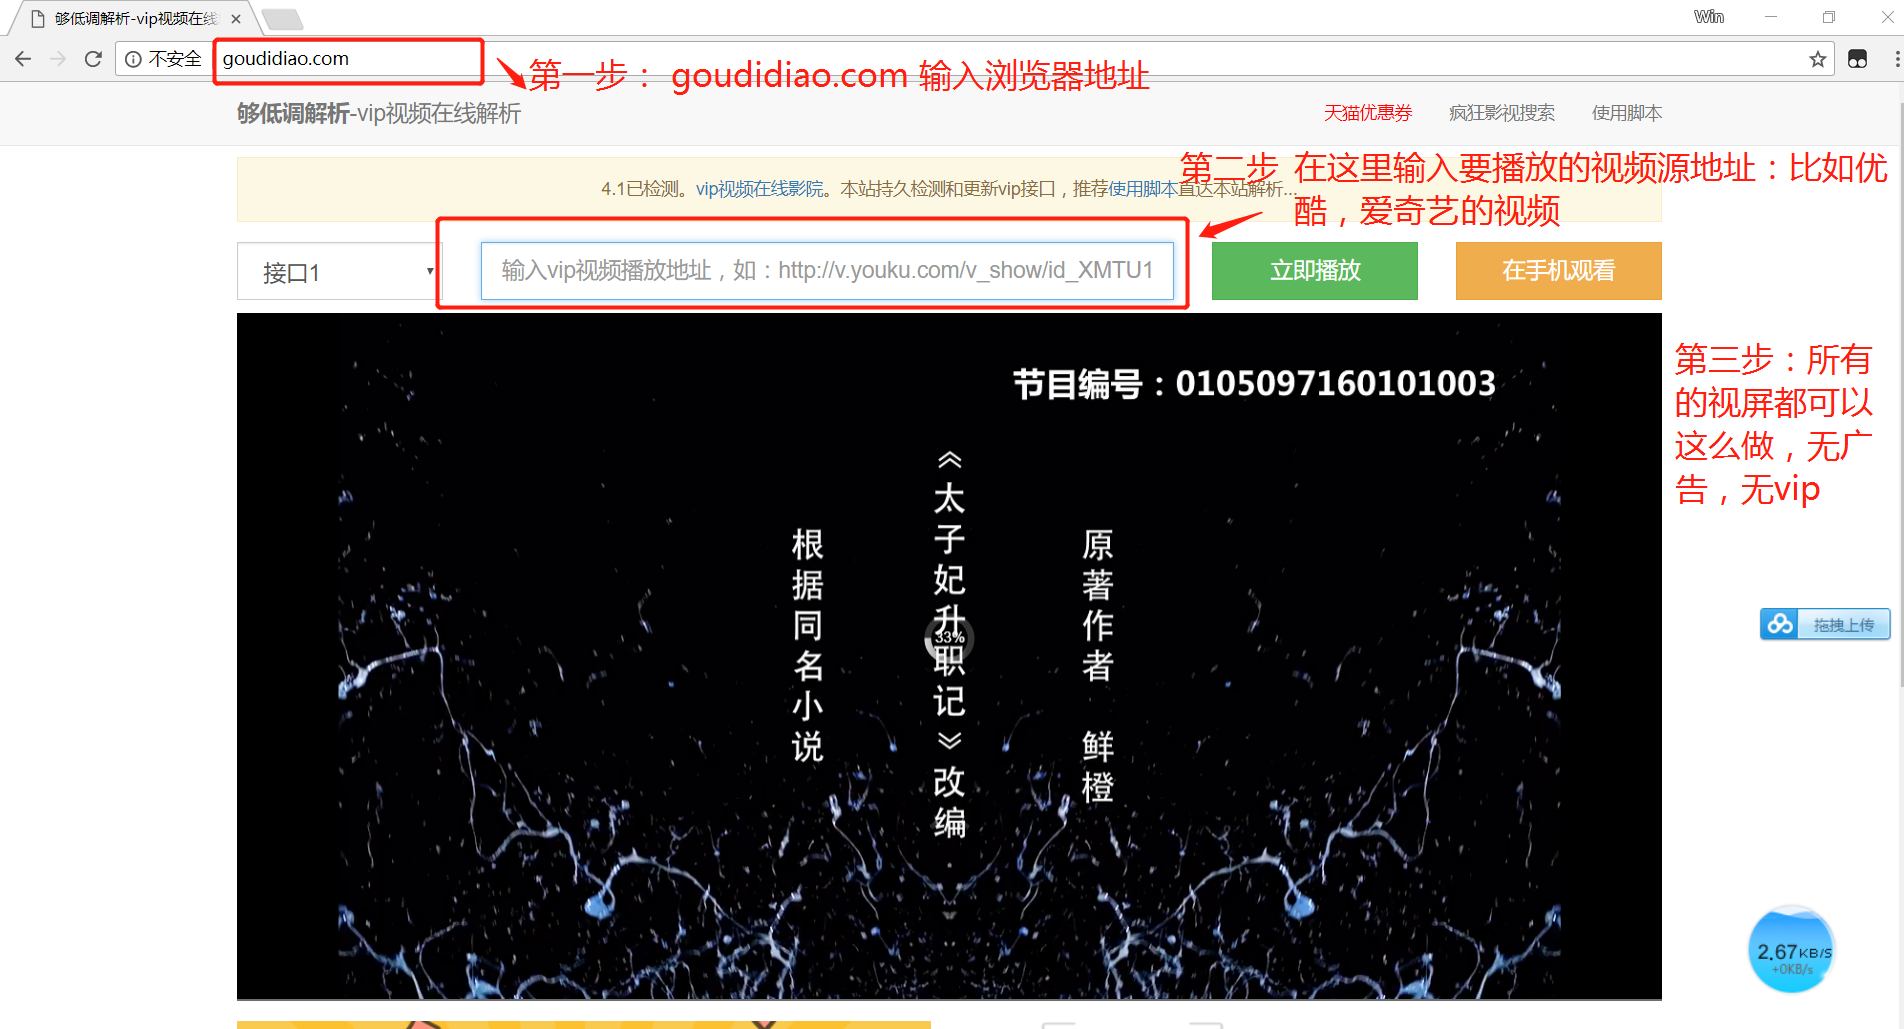 够低调解析-vip视频在线
Win
不安全
goudidiao.com
第一步： goudidiao.com 输入浏览器地址
够低调解析-vip视频在线解析
天猫优惠券
疯狂影视搜索
使用脚本
4.1已检测。vip视频在线影院。本站持久检测和更新vip接口，推荐使用脚本直达本站解析...
第二步 在这里输入要播放的视频源地址：比如优
酷，爱奇艺的视频
接口1
输入vip视频播放地址，如：http://v.youku.com/v_show/id_XMTU1
立即播放
在手机观看
节目编号：0105097160101003
第三步：所有
的视屏都可以
这么做，无广
告，无vip
根据同名小说
《太子妃升职记》改编
原著作者 鲜橙
33%
拖拽上传
2.67KB/S
+0KB/s